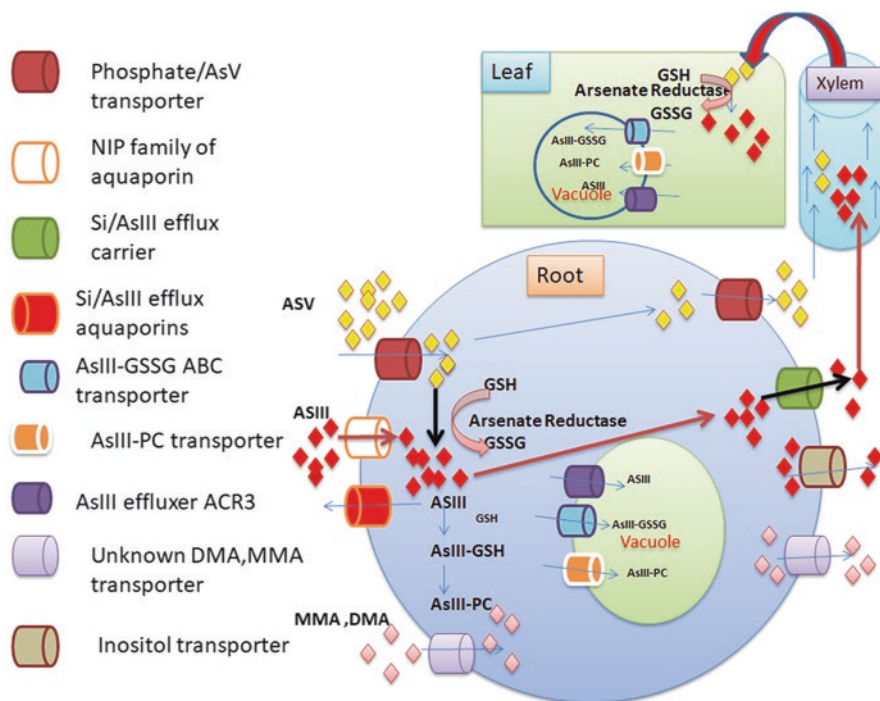 Phosphate/AsV
transporter
NIP family of
aquaporin
Si/AsIII efflux
carrier
Si/AsIII efflux
aquaporins
AsIII-GSSG ABC
transporter
AsIII-PC transporter
AsIII effluxer ACR3
Unknown DMA,MMA
transporter
Inositol transporter
Leaf
GSH
Arsenate Reductase
GSSG
AsIII-GSSG
AsIII-PC
ASIII
Vacuole
Xylem
Root
ASV
GSH
Arsenate Reductase
GSSG
ASIII
ASIII
GSH
AsIII-GSH
AsIII-PC
MMA ,DMA
ASIII
AsIII-GSSG
Vacuole
AsIII-PC